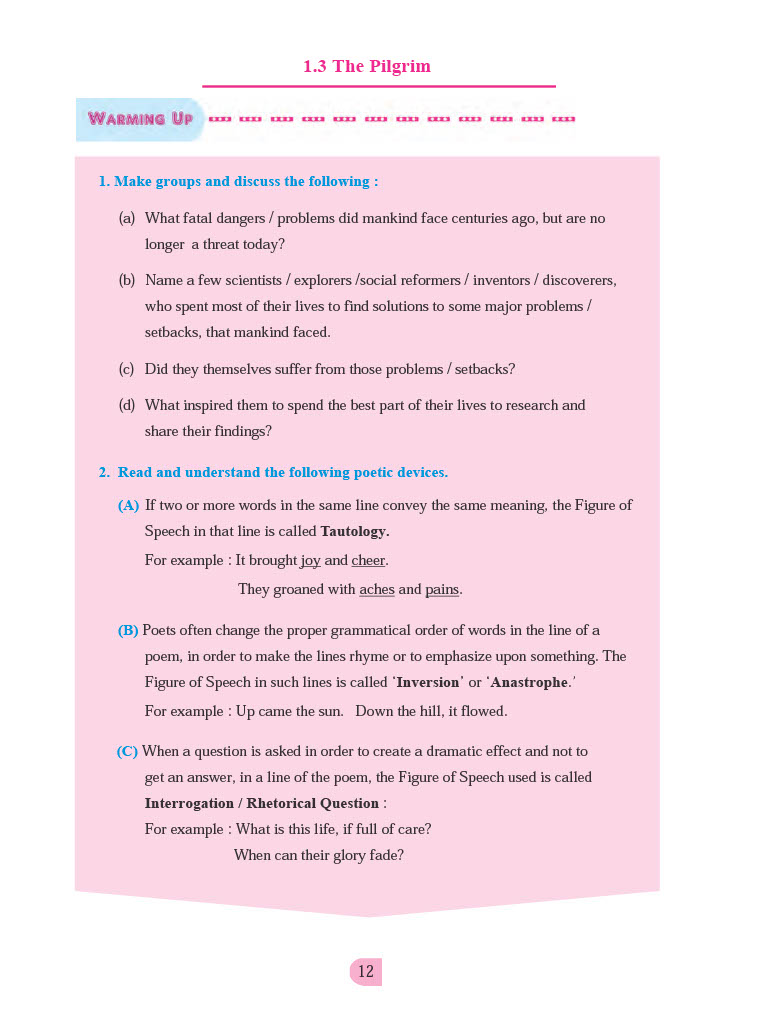 1.3 The Pilgrim
WARMING UP
1. Make groups and discuss the following :
(a) What fatal dangers / problems did mankind face centuries ago, but are no
longer a threat today?
(b) Name a few scientists / explorers /social reformers / inventors / discoverers,
who spent most of their lives to find solutions to some major problems /
setbacks, that mankind faced.
(c) Did they themselves suffer from those problems / setbacks?
(d) What inspired them to spend the best part of their lives to research and
share their findings?
2. Read and understand the following poetic devices.
(A) If two or more words in the same line convey the same meaning, the Figure of
Speech in that line is called Tautology.
For example : It brought joy and cheer.
They groaned with aches and pains.
(B) Poets often change the proper grammatical order of words in the line of a
poem, in order to make the lines rhyme or to emphasize upon something. The
Figure of Speech in such lines is called ‘Inversion’ or ‘Anastrophe.’
For example : Up came the sun. Down the hill, it flowed.
(C) When a question is asked in order to create a dramatic effect and not to
get an answer, in a line of the poem, the Figure of Speech used is called
Interrogation / Rhetorical Question :
For example : What is this life, if full of care?
When can their glory fade?
12